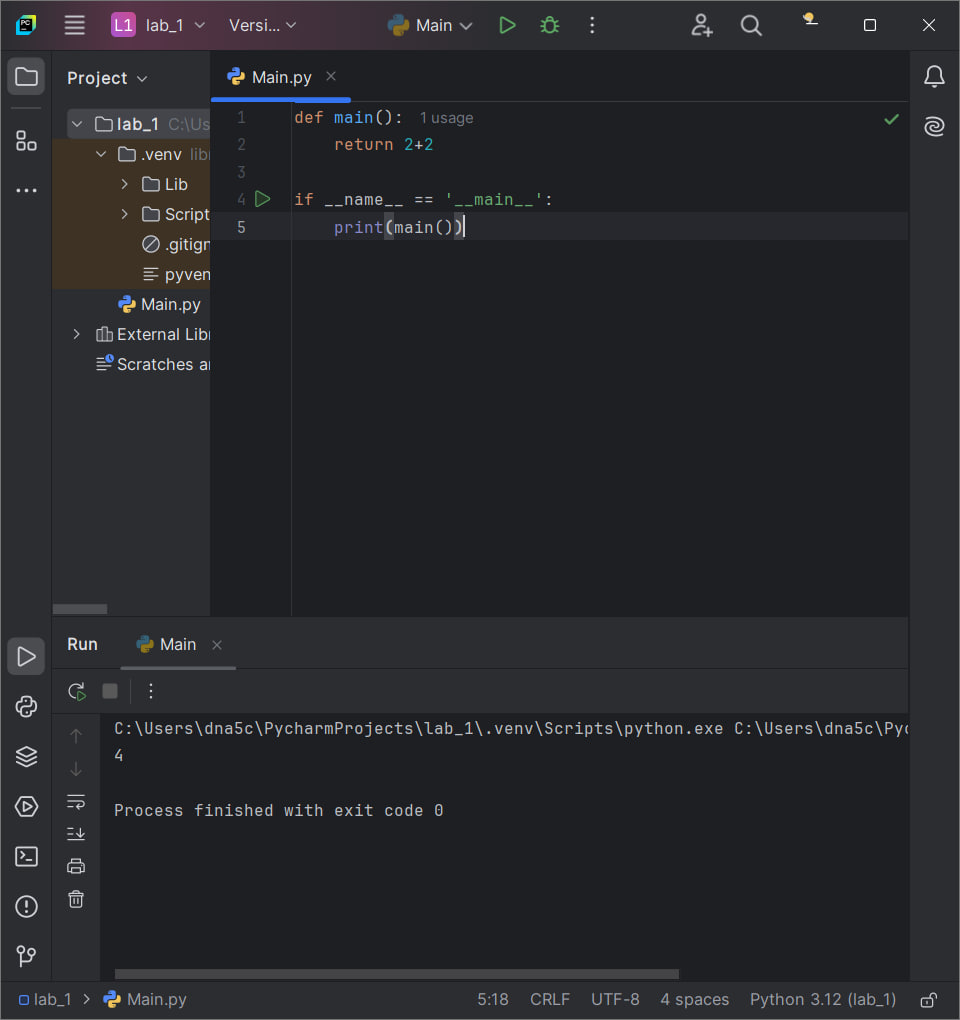 PC L1 lab_1 Versi... Main
Project
Main.py
lab_1 C:\Us
.venv libr
Lib
Script
.gitign
pyven
Main.py
External Libr
Scratches ar
1 def main(): 1 usage
2     return 2+2
3
4 if __name__ == '__main__':
5     print(main())
Run Main
C:\Users\dna5c\PycharmProjects\lab_1\.venv\Scripts\python.exe C:\Users\dna5c\Pyc
4
Process finished with exit code 0
lab_1 > Main.py 5:18 CRLF UTF-8 4 spaces Python 3.12 (lab_1)